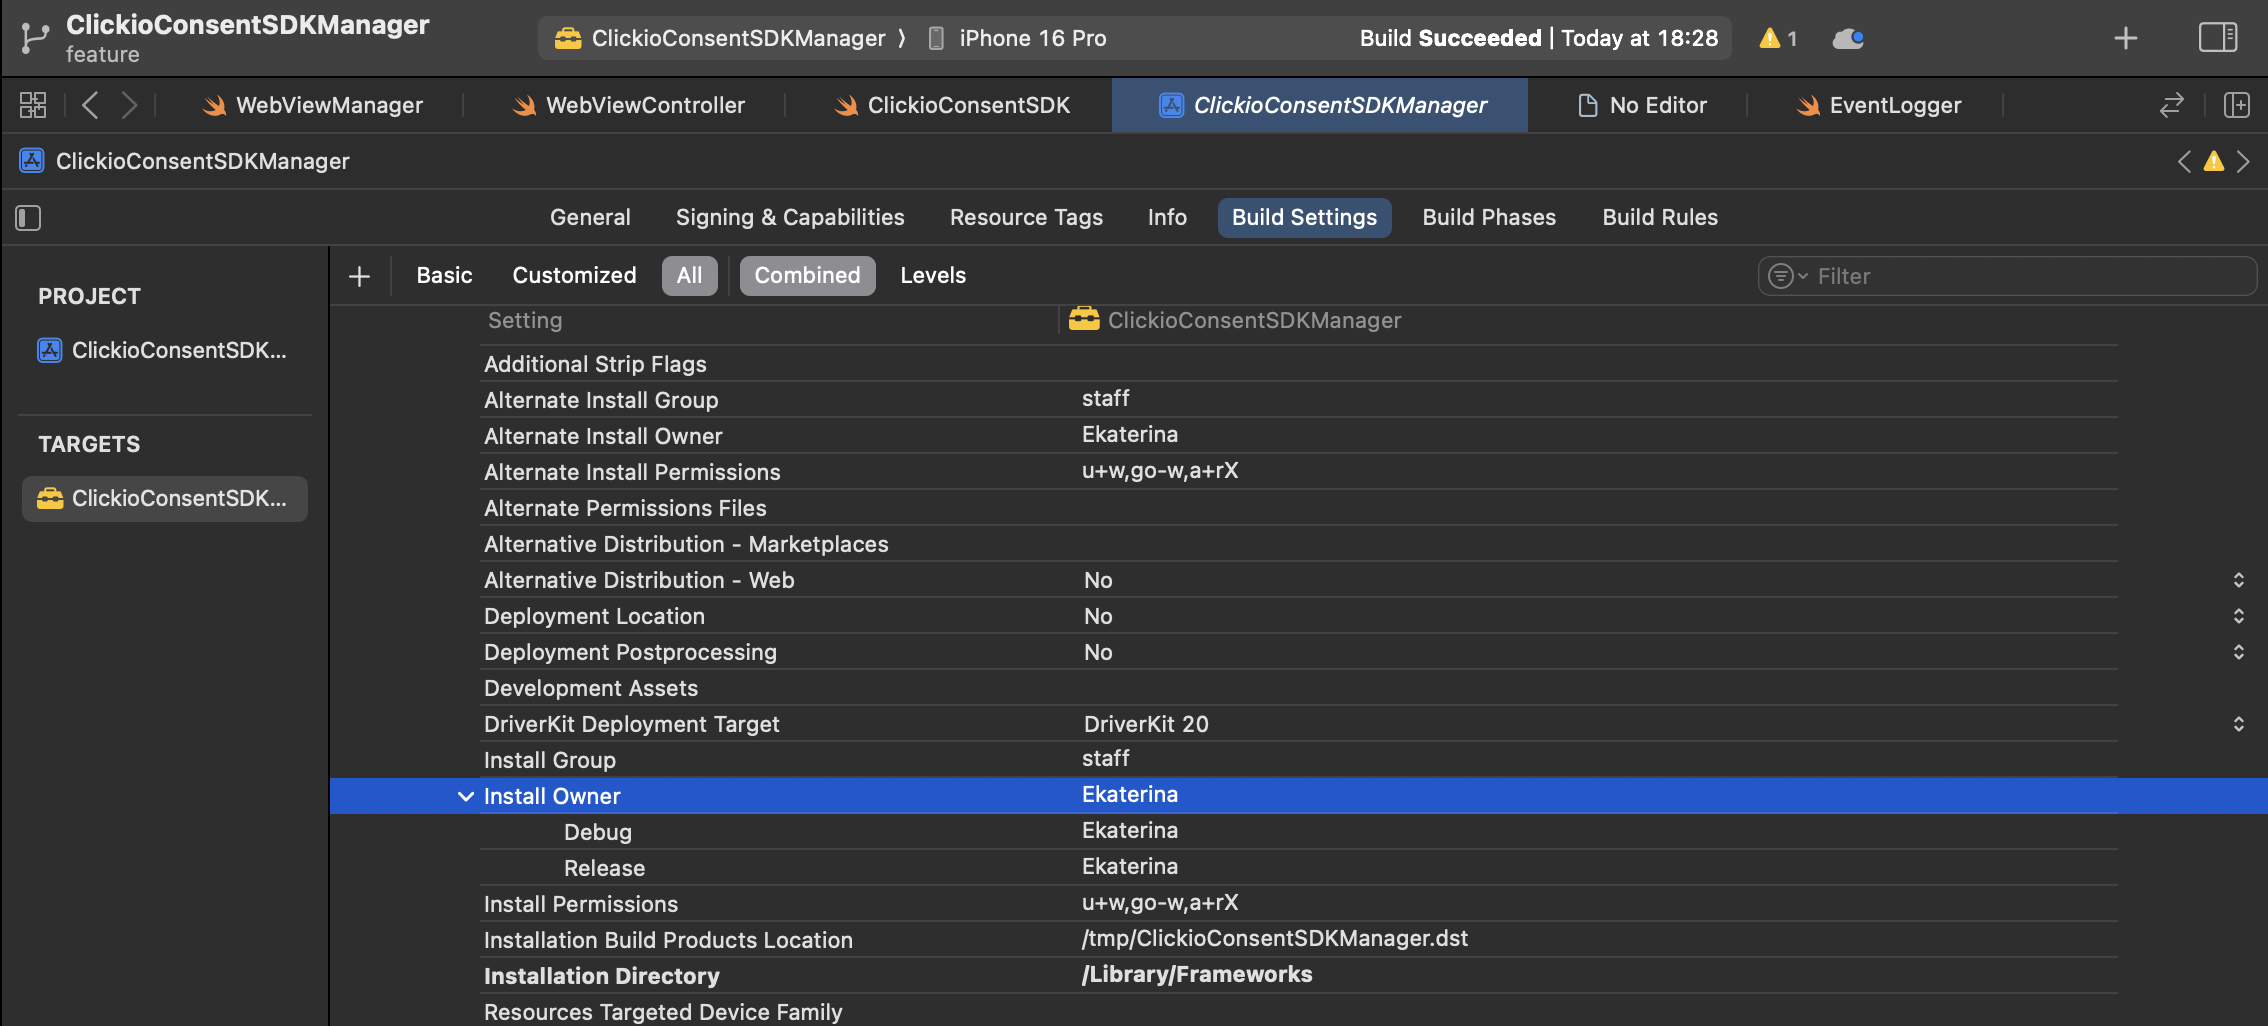 ClickioConsentSDKManager
feature
ClickioConsentSDKManager ⟩ iPhone 16 Pro
Build Succeeded | Today at 18:28
1
WebViewManager
WebViewController
ClickioConsentSDK
ClickioConsentSDKManager
No Editor
EventLogger
ClickioConsentSDKManager
General
Signing & Capabilities
Resource Tags
Info
Build Settings
Build Phases
Build Rules
PROJECT
ClickioConsentSDK...
TARGETS
ClickioConsentSDK...
Basic
Customized
All
Combined
Levels
Filter
Setting ClickioConsentSDKManager
Additional Strip Flags
Alternate Install Group staff
Alternate Install Owner Ekaterina
Alternate Install Permissions u+w,go-w,a+rX
Alternate Permissions Files
Alternative Distribution - Marketplaces
Alternative Distribution - Web No
Deployment Location No
Deployment Postprocessing No
Development Assets
DriverKit Deployment Target DriverKit 20
Install Group staff
Install Owner Ekaterina
Debug Ekaterina
Release Ekaterina
Install Permissions u+w,go-w,a+rX
Installation Build Products Location /tmp/ClickioConsentSDKManager.dst
Installation Directory /Library/Frameworks
Resources Targeted Device Family